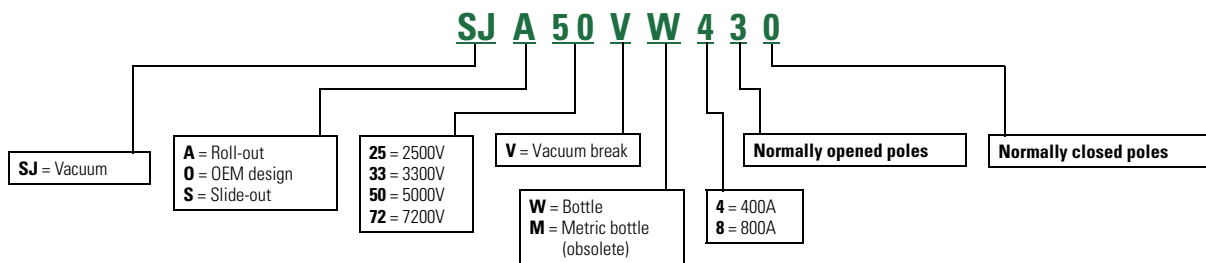 SJ A 50 V W 4 3 0
SJ = Vacuum
A = Roll-out
O = OEM design
S = Slide-out
25 = 2500V
33 = 3300V
50 = 5000V
72 = 7200V
V = Vacuum break
W = Bottle
M = Metric bottle
(obsolete)
4 = 400A
8 = 800A
Normally opened poles
Normally closed poles